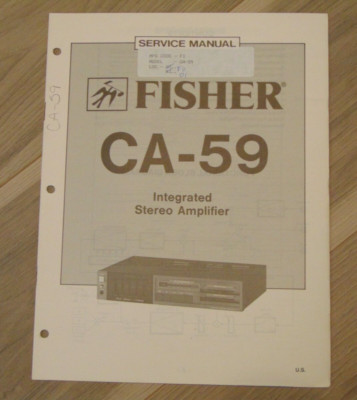 SERVICE MANUAL
FISHER®
CA-59
Integrated
Stereo Amplifier
U.S.
CA-59